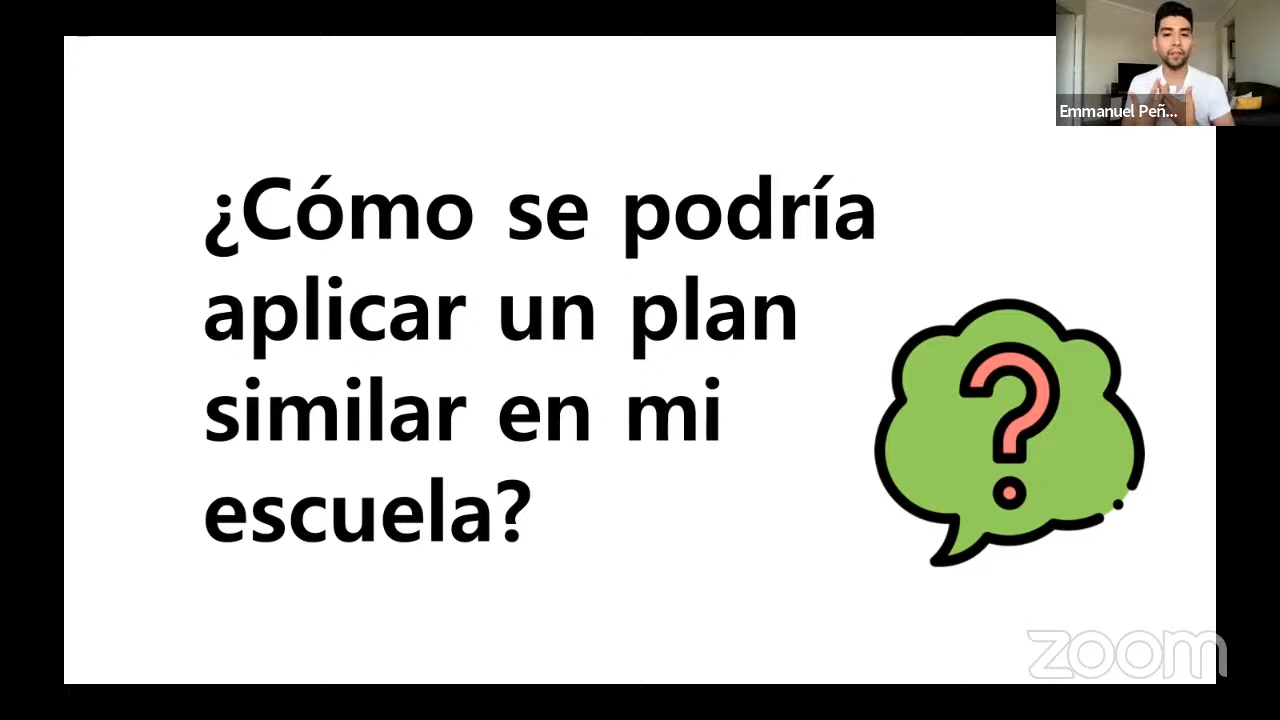 Emmanuel Peñ...
¿Cómo se podría
aplicar un plan
similar en mi
escuela?
?
zoom